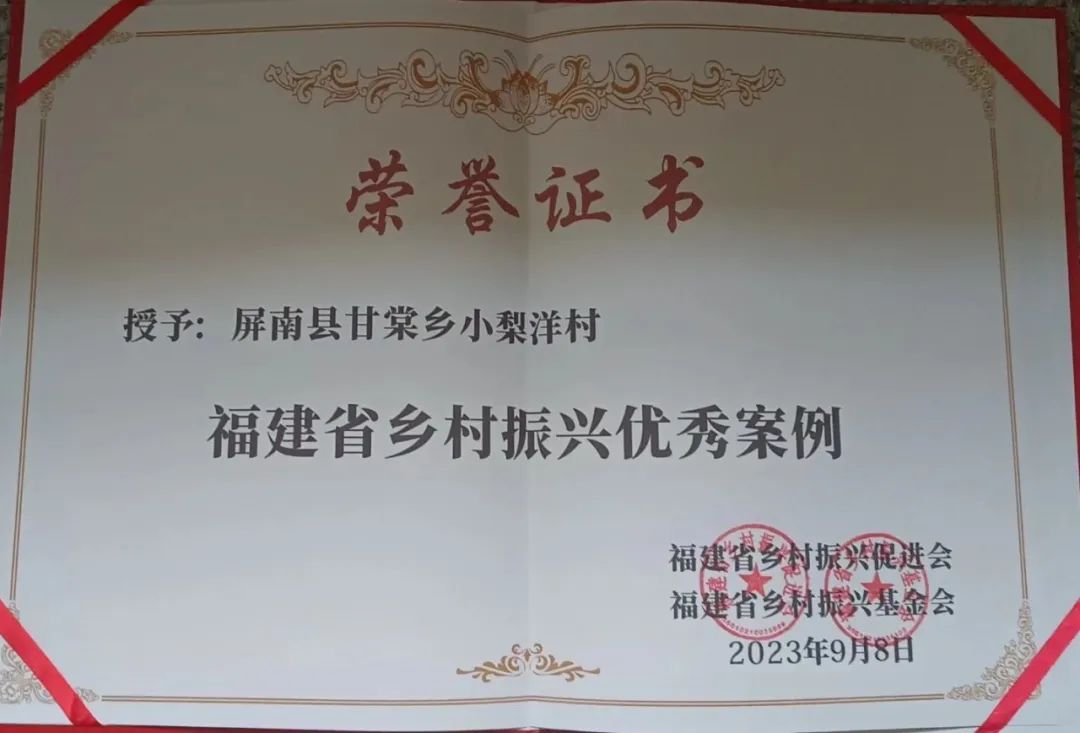 荣誉证书
授予：屏南县甘棠乡小梨洋村
福建省乡村振兴优秀案例
福建省乡村振兴促进会
福建省乡村振兴基金会
2023年9月8日